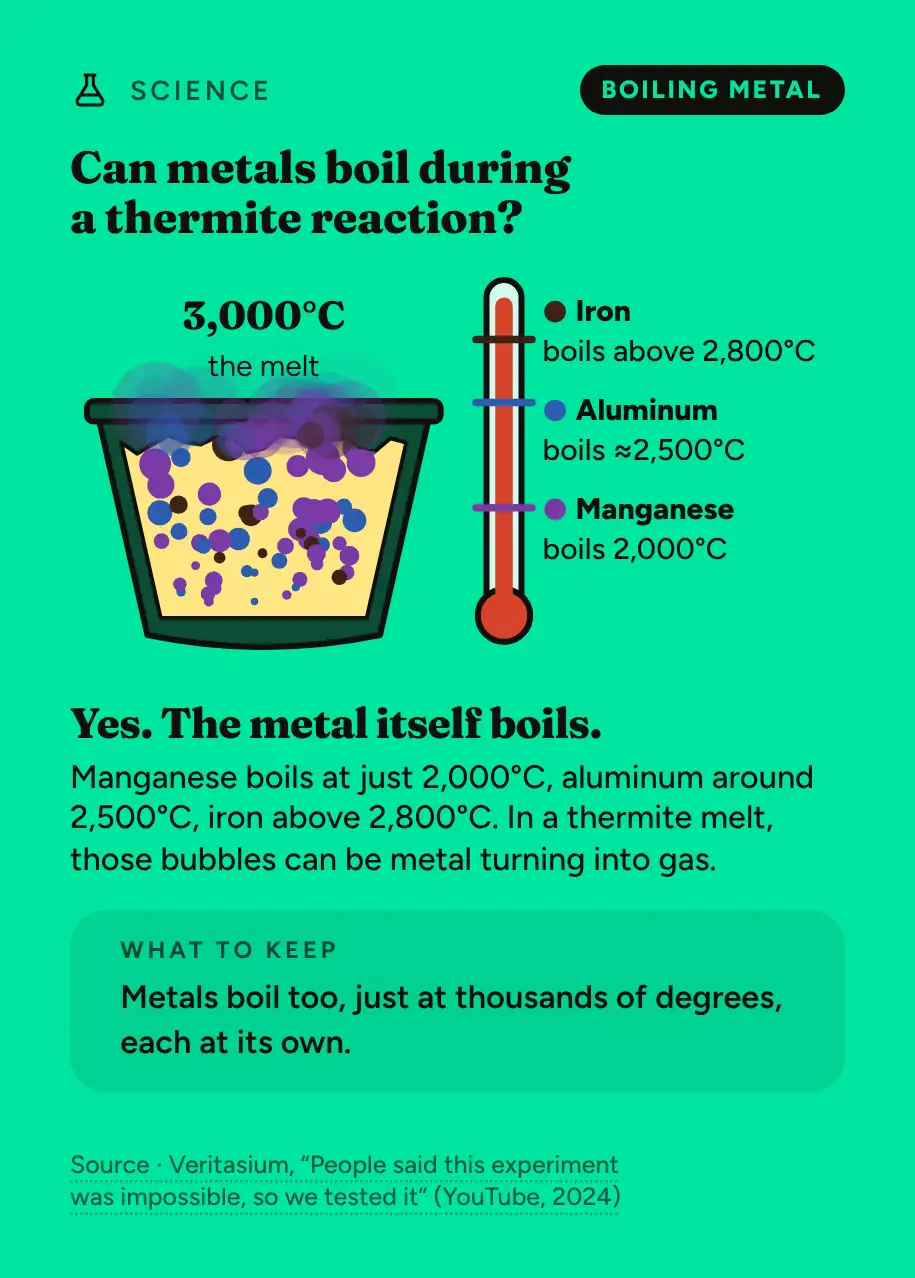 SCIENCE
BOILING METAL
Can metals boil during
a thermite reaction?
3,000°C
the melt
Iron
boils above 2,800°C
Aluminum
boils ≈2,500°C
Manganese
boils 2,000°C
Yes. The metal itself boils.
Manganese boils at just 2,000°C, aluminum around
2,500°C, iron above 2,800°C. In a thermite melt,
those bubbles can be metal turning into gas.
WHAT TO KEEP
Metals boil too, just at thousands of degrees,
each at its own.
Source · Veritasium, “People said this experiment
was impossible, so we tested it” (YouTube, 2024)